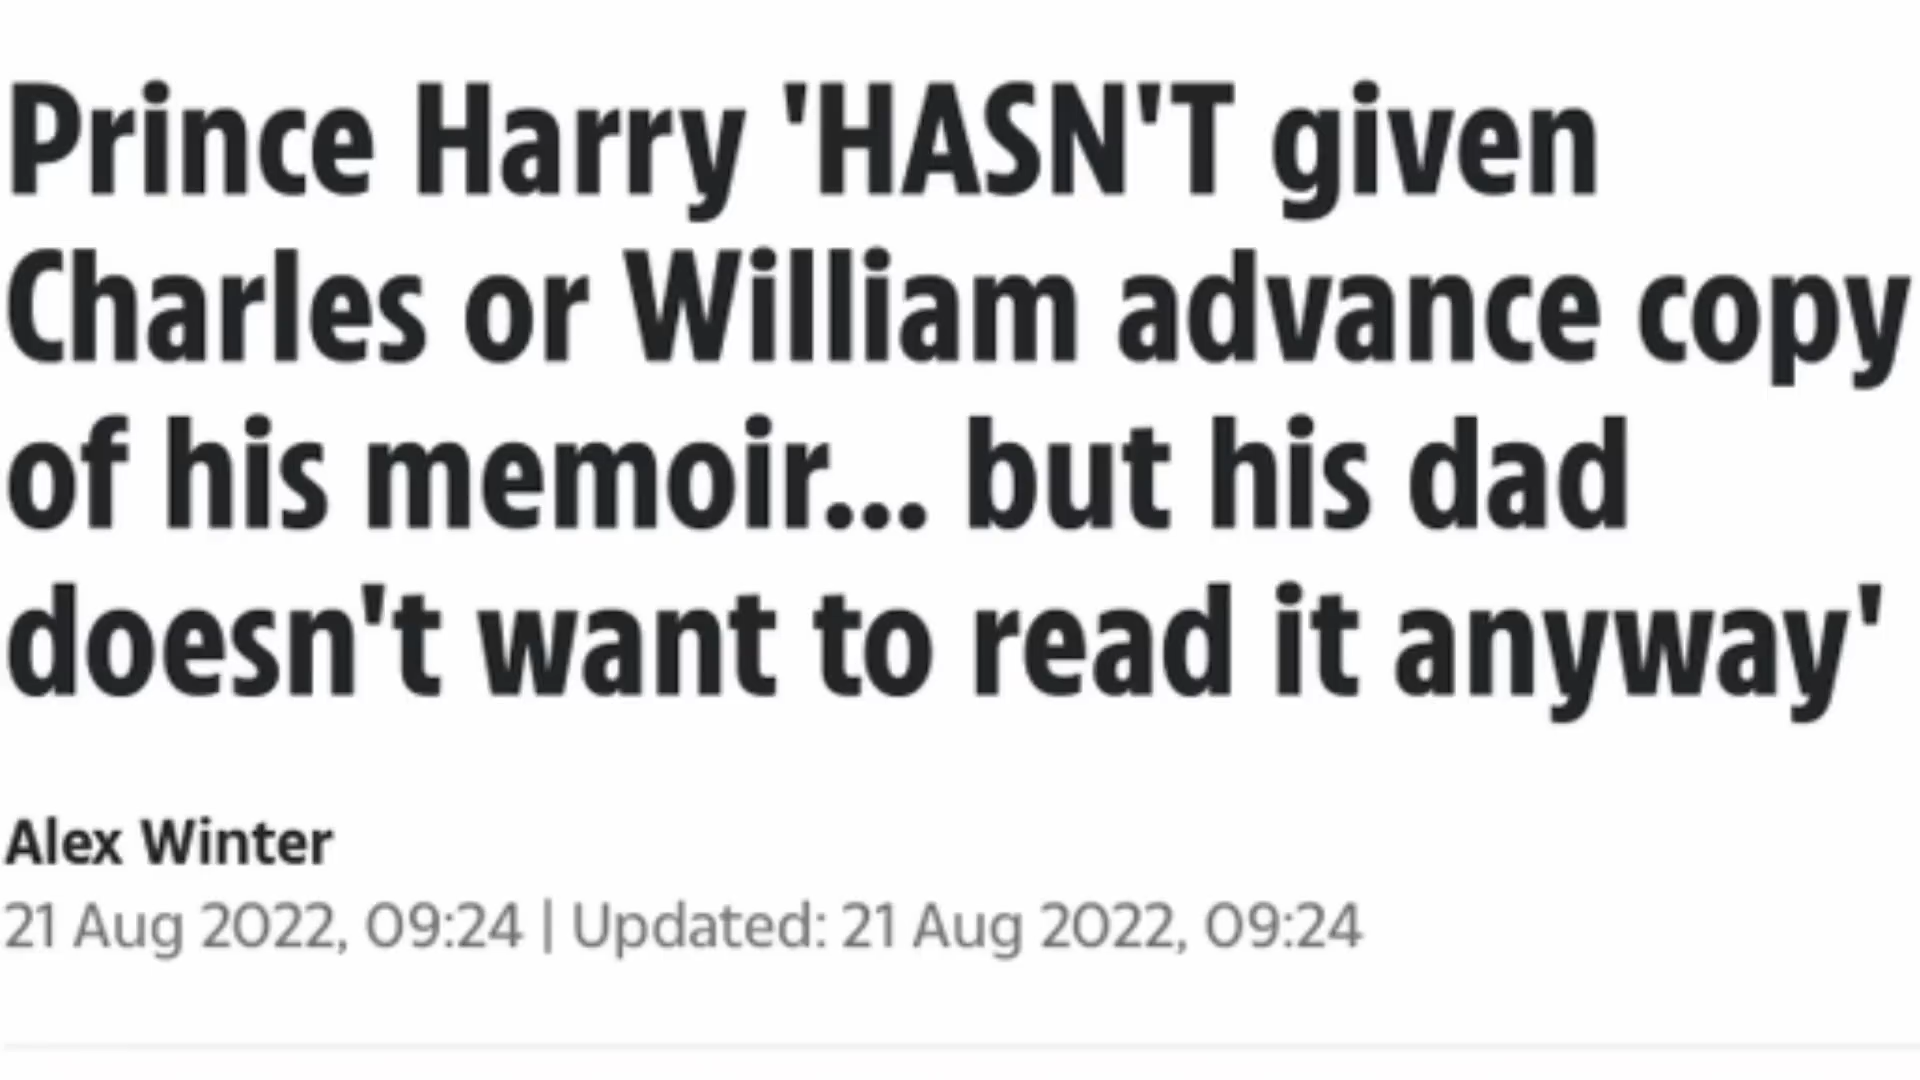 Prince Harry 'HASN'T given
Charles or William advance copy
of his memoir... but his dad
doesn't want to read it anyway'
Alex Winter
21 Aug 2022, 09:24 | Updated: 21 Aug 2022, 09:24